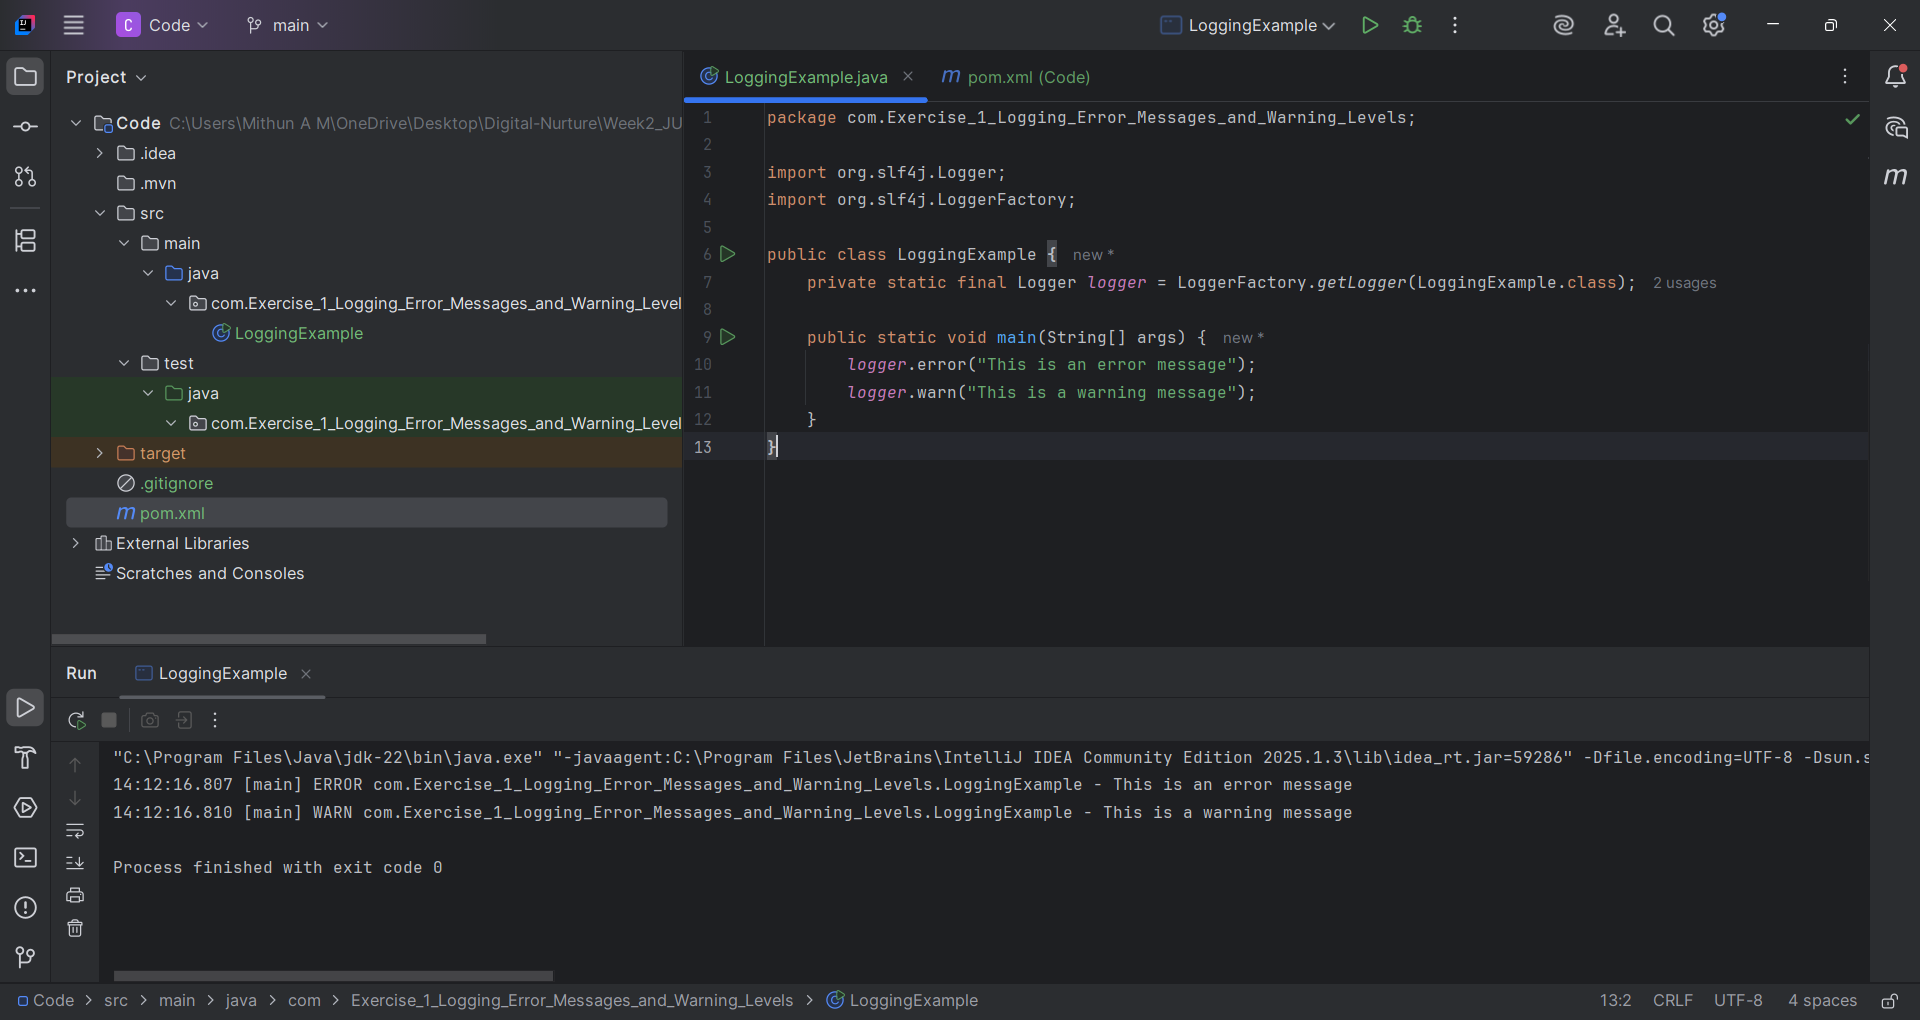 C Code main LoggingExample
Project
LoggingExample.java pom.xml (Code)
Code C:\Users\Mithun A M\OneDrive\Desktop\Digital-Nurture\Week2_JU
.idea
.mvn
src
main
java
com.Exercise_1_Logging_Error_Messages_and_Warning_Level
LoggingExample
test
java
com.Exercise_1_Logging_Error_Messages_and_Warning_Level
target
.gitignore
pom.xml
External Libraries
Scratches and Consoles
1 package com.Exercise_1_Logging_Error_Messages_and_Warning_Levels;
2
3 import org.slf4j.Logger;
4 import org.slf4j.LoggerFactory;
5
6 public class LoggingExample { new *
7 private static final Logger logger = LoggerFactory.getLogger(LoggingExample.class); 2 usages
8
9 public static void main(String[] args) { new *
10 logger.error("This is an error message");
11 logger.warn("This is a warning message");
12 }
13 }
Run LoggingExample
"C:\Program Files\Java\jdk-22\bin\java.exe" "-javaagent:C:\Program Files\JetBrains\IntelliJ IDEA Community Edition 2025.1.3\lib\idea_rt.jar=59286" -Dfile.encoding=UTF-8 -Dsun.s
14:12:16.807 [main] ERROR com.Exercise_1_Logging_Error_Messages_and_Warning_Levels.LoggingExample - This is an error message
14:12:16.810 [main] WARN com.Exercise_1_Logging_Error_Messages_and_Warning_Levels.LoggingExample - This is a warning message
Process finished with exit code 0
Code > src > main > java > com > Exercise_1_Logging_Error_Messages_and_Warning_Levels > LoggingExample 13:2 CRLF UTF-8 4 spaces